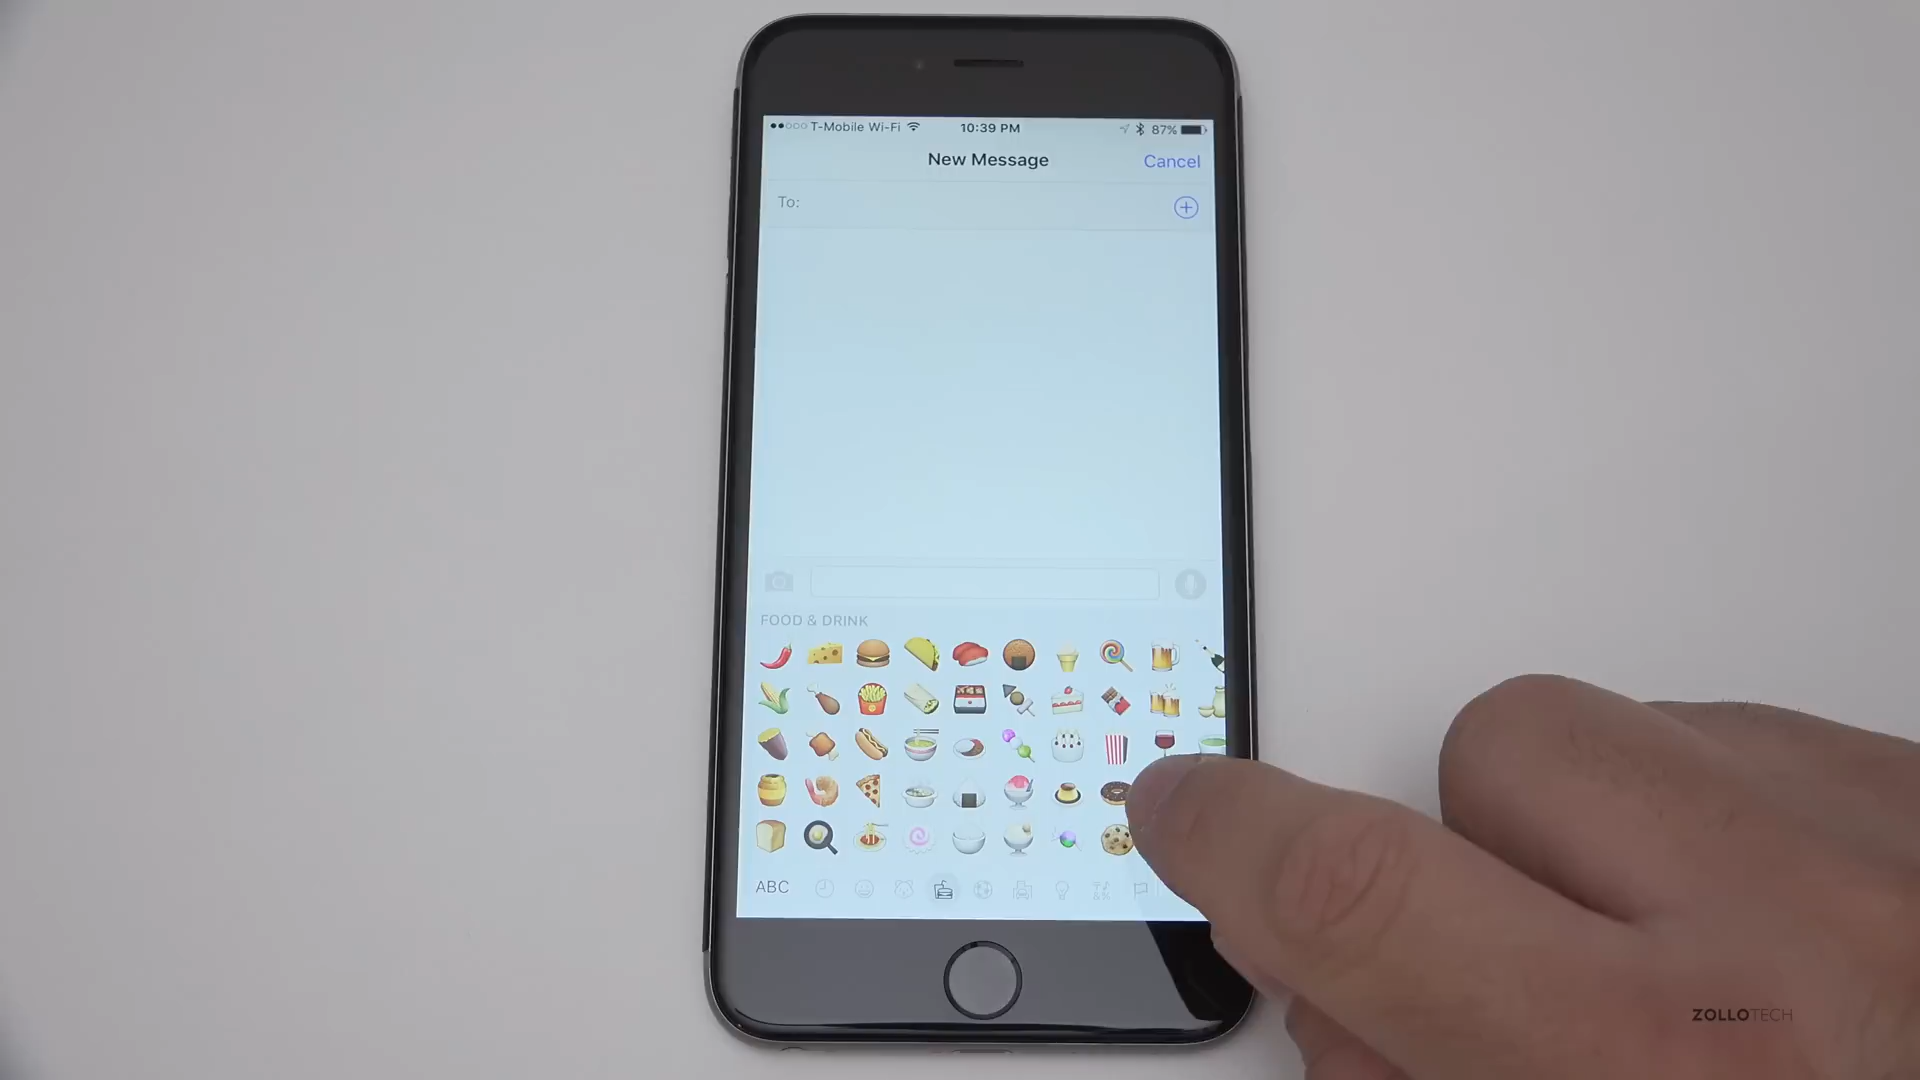 T-Mobile Wi-Fi 10:39 PM 87%
New Message Cancel
To:
FOOD & DRINK
ABC
ZOLLOTECH